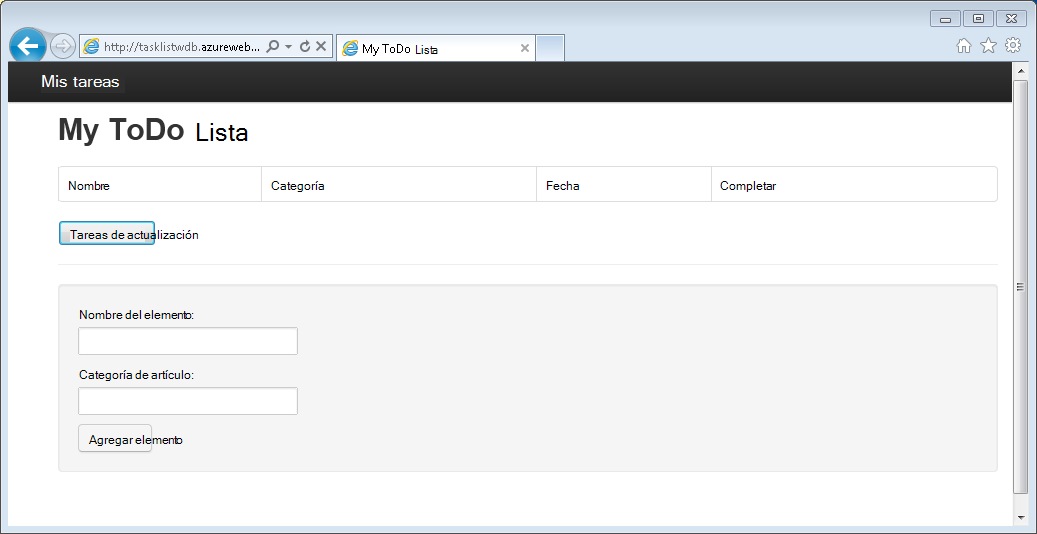 http://tasklistwdb.azureweb...
My ToDo Lista
Mis tareas
My ToDo Lista
Nombre Categoría Fecha Completar
Tareas de actualización
Nombre del elemento:
Categoría de artículo:
Agregar elemento